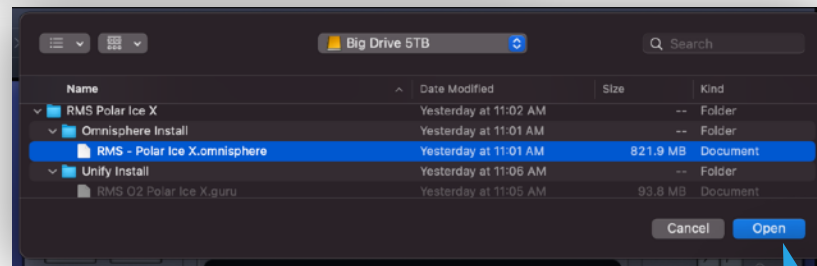 Big Drive 5TB
Search
Name Date Modified Size Kind
RMS Polar Ice X Yesterday at 11:02 AM -- Folder
Omnisphere Install Yesterday at 11:01 AM -- Folder
RMS - Polar Ice X.omnisphere Yesterday at 11:01 AM 821.9 MB Document
Unify Install Yesterday at 11:06 AM -- Folder
RMS O2 Polar Ice X.guru Yesterday at 11:05 AM 93.8 MB Document
Cancel Open